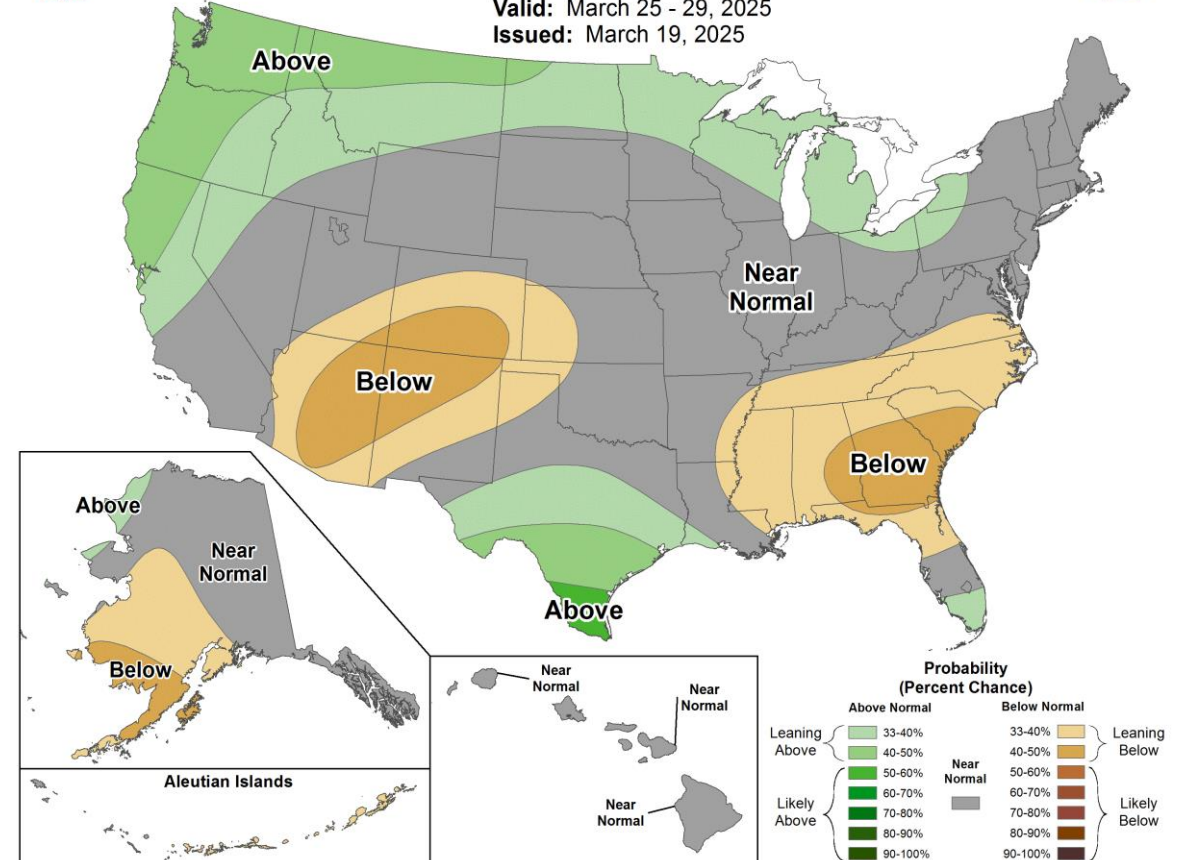 Valid: March 25 - 29, 2025
Issued: March 19, 2025
Above
Near
Normal
Below
Below
Above
Above
Near
Normal
Below
Aleutian Islands
Near
Normal
Near
Normal
Near
Normal
Probability
(Percent Chance)
Above Normal
Below Normal
Leaning
Above
33-40%
40-50%
50-60%
60-70%
70-80%
80-90%
90-100%
Likely
Above
Near
Normal
33-40%
40-50%
50-60%
60-70%
70-80%
80-90%
90-100%
Leaning
Below
Likely
Below